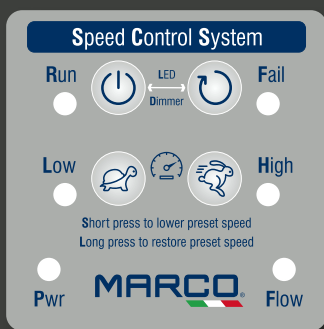 Speed Control System
Run
LED
Dimmer
Fail
Low
High
Short press to lower preset speed
Long press to restore preset speed
Pwr
MARCO
Flow